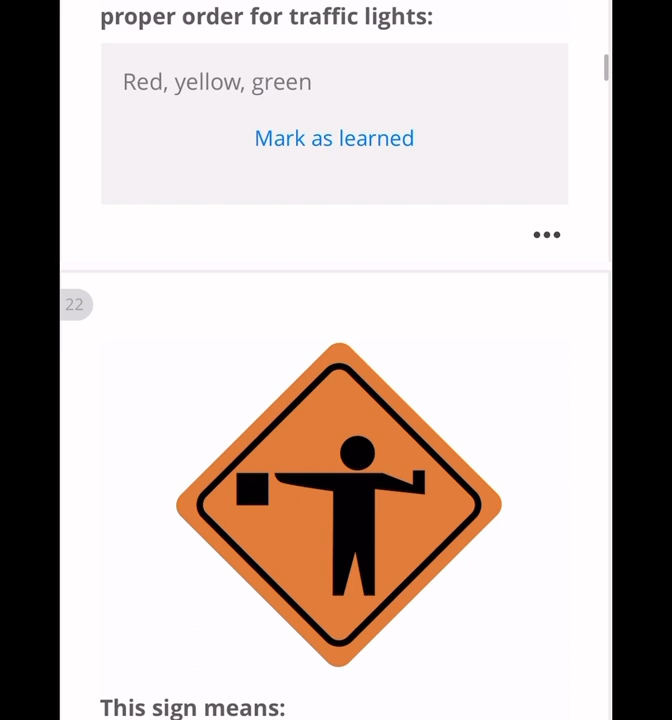 proper order for traffic lights:
Red, yellow, green
Mark as learned
22
This sign means: